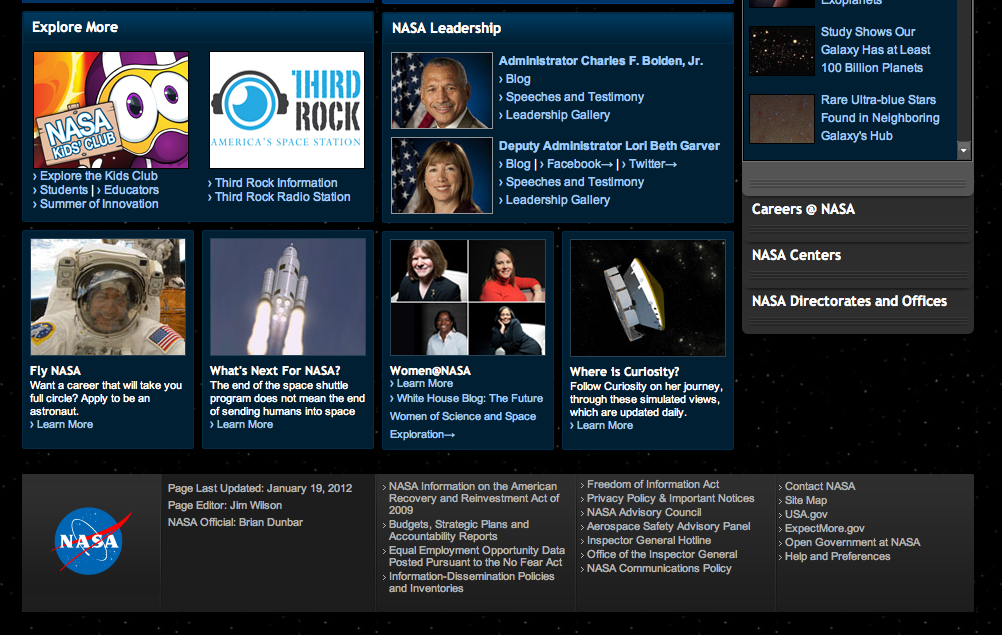 Explore More
NASA
KiDS' CLUB
› Explore the Kids Club
› Students | › Educators
› Summer of Innovation
THIRD
ROCK
AMERICA'S SPACE STATION
› Third Rock Information
› Third Rock Radio Station
NASA Leadership
Administrator Charles F. Bolden, Jr.
› Blog
› Speeches and Testimony
› Leadership Gallery
Deputy Administrator Lori Beth Garver
› Blog | › Facebook→ | › Twitter→
› Speeches and Testimony
› Leadership Gallery
Exoplanets
Study Shows Our
Galaxy Has at Least
100 Billion Planets
Rare Ultra-blue Stars
Found in Neighboring
Galaxy's Hub
Careers @ NASA
NASA Centers
NASA Directorates and Offices
Fly NASA
Want a career that will take you
full circle? Apply to be an
astronaut.
› Learn More
What's Next For NASA?
The end of the space shuttle
program does not mean the end
of sending humans into space
› Learn More
Women@NASA
› Learn More
› White House Blog: The Future
Women of Science and Space
Exploration→
Where is Curiosity?
Follow Curiosity on her journey,
through these simulated views,
which are updated daily.
› Learn More
NASA
Page Last Updated: January 19, 2012
Page Editor: Jim Wilson
NASA Official: Brian Dunbar
› NASA Information on the American
Recovery and Reinvestment Act of
2009
› Budgets, Strategic Plans and
Accountability Reports
› Equal Employment Opportunity Data
Posted Pursuant to the No Fear Act
› Information-Dissemination Policies
and Inventories
› Freedom of Information Act
› Privacy Policy & Important Notices
› NASA Advisory Council
› Aerospace Safety Advisory Panel
› Inspector General Hotline
› Office of the Inspector General
› NASA Communications Policy
› Contact NASA
› Site Map
› USA.gov
› ExpectMore.gov
› Open Government at NASA
› Help and Preferences